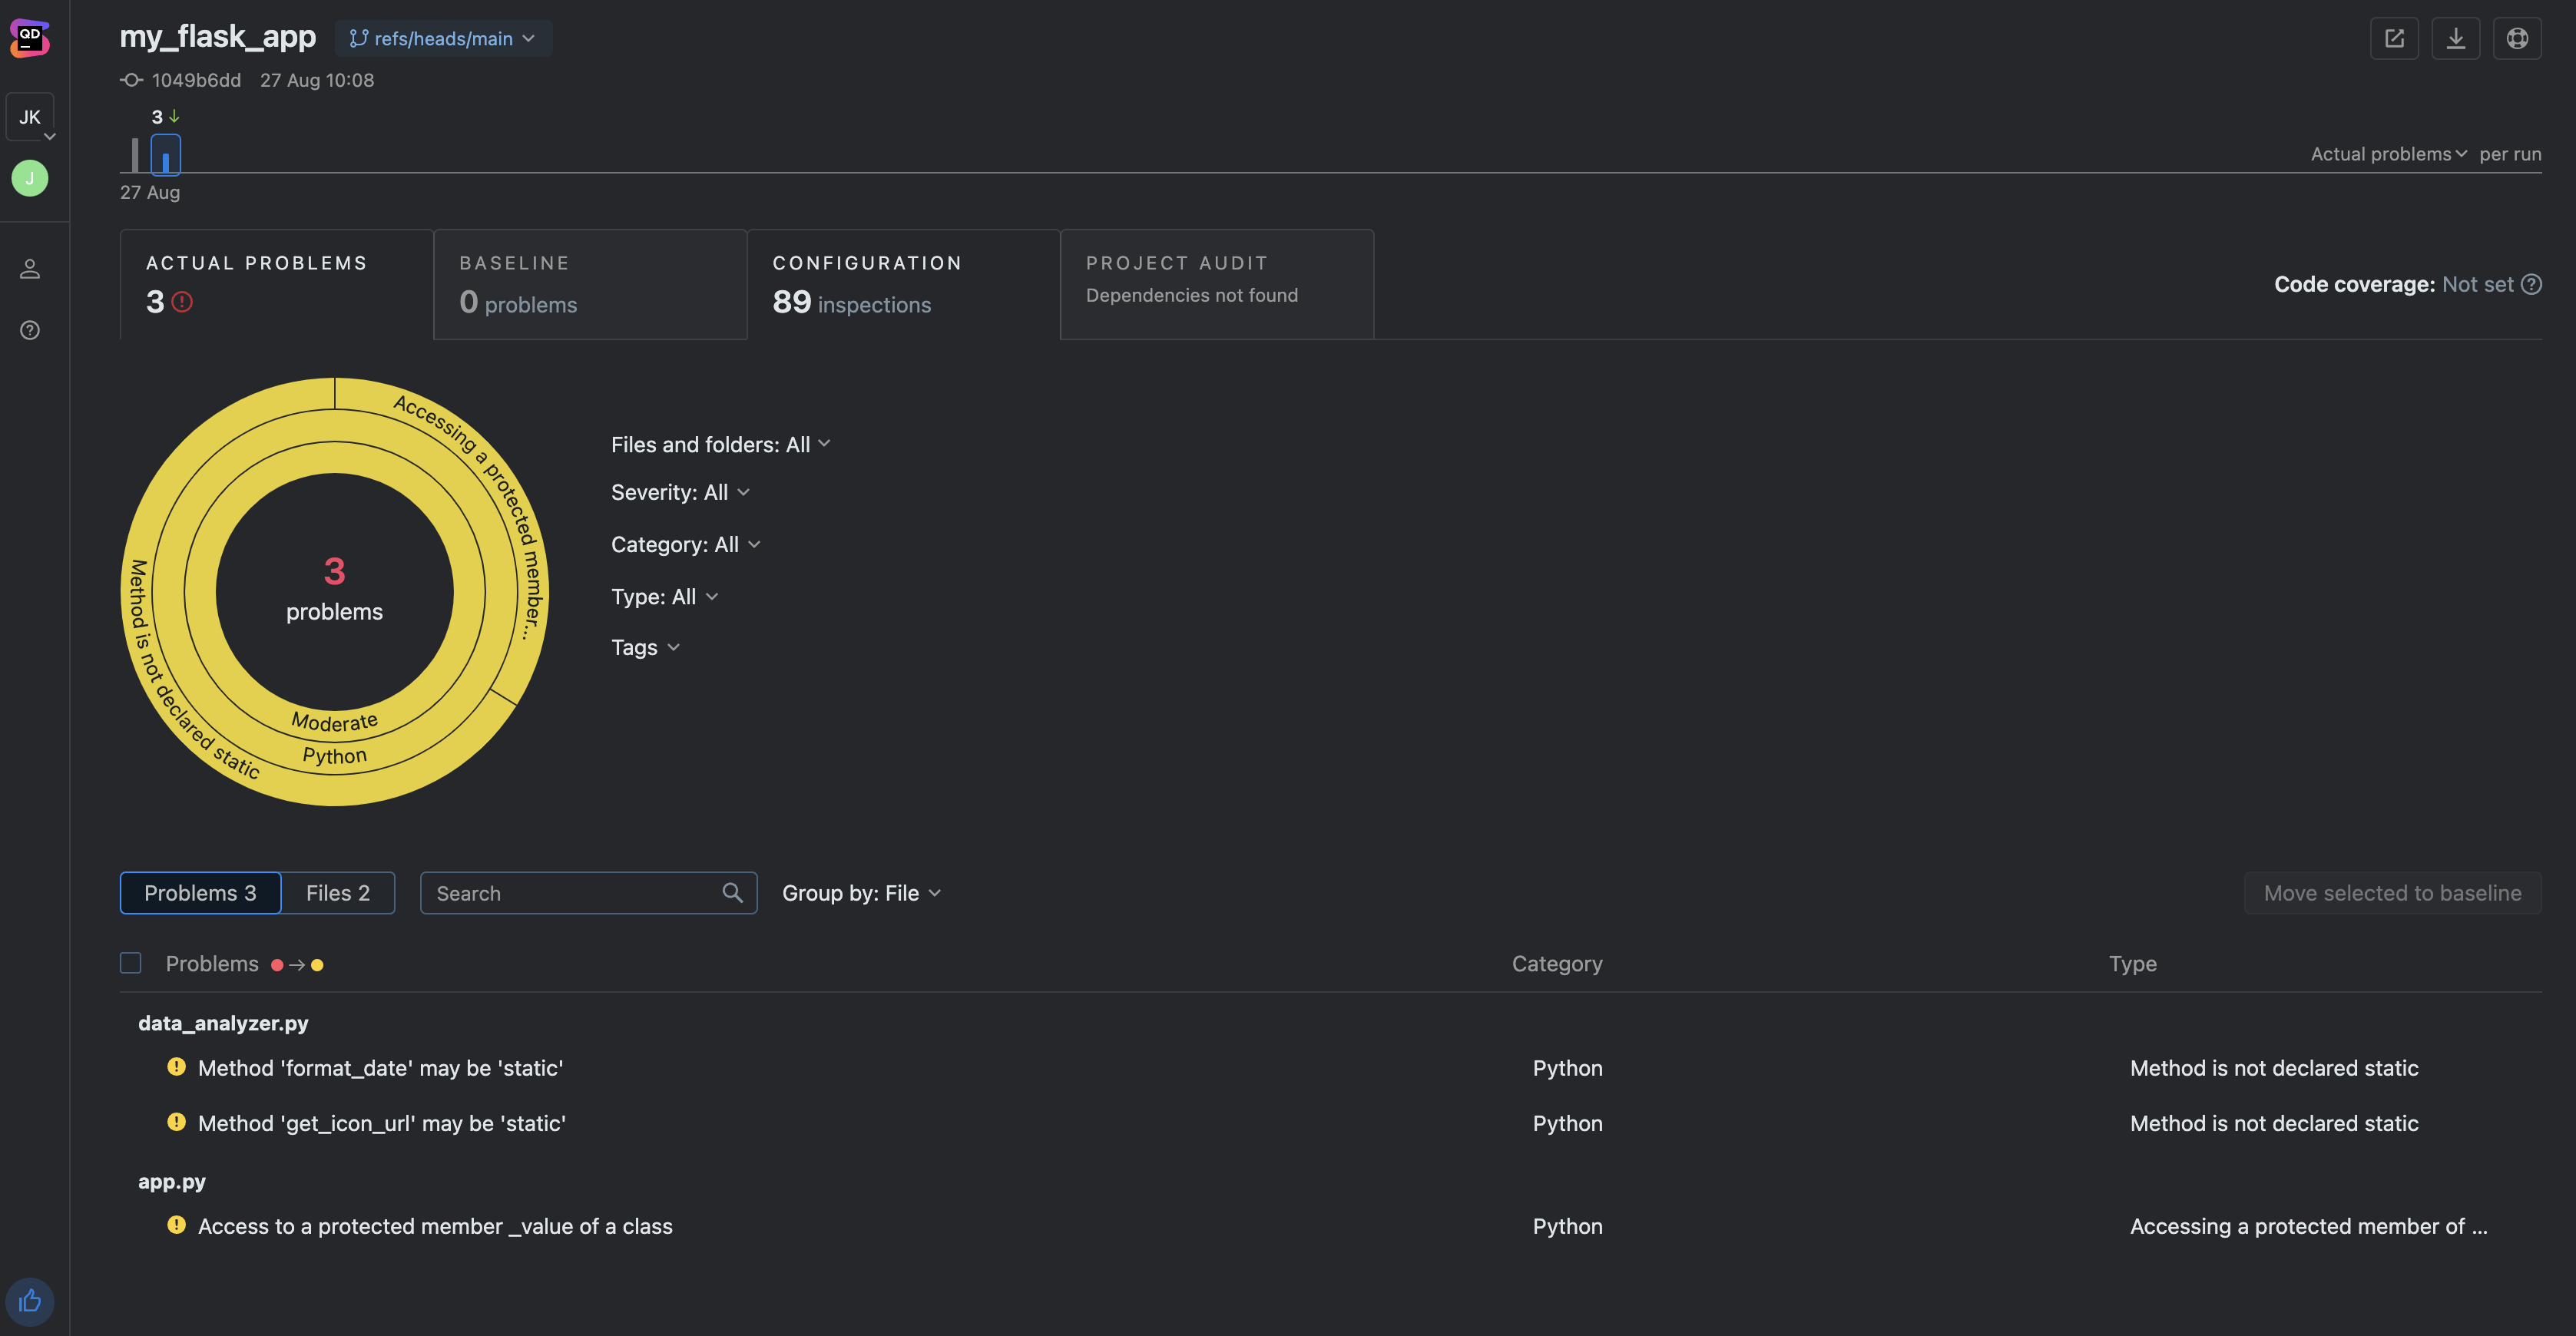 QD
my_flask_app refs/heads/main
1049b6dd 27 Aug 10:08
JK
3
J
Actual problems per run
27 Aug
ACTUAL PROBLEMS
3
BASELINE
0 problems
CONFIGURATION
89 inspections
PROJECT AUDIT
Dependencies not found
Code coverage: Not set
Accessing a protected member...
Method is not declared static
3
problems
Moderate
Python
Files and folders: All
Severity: All
Category: All
Type: All
Tags
Problems 3 Files 2 Search Group by: File Move selected to baseline
Problems Category Type
data_analyzer.py
Method 'format_date' may be 'static' Python Method is not declared static
Method 'get_icon_url' may be 'static' Python Method is not declared static
app.py
Access to a protected member _value of a class Python Accessing a protected member of ...